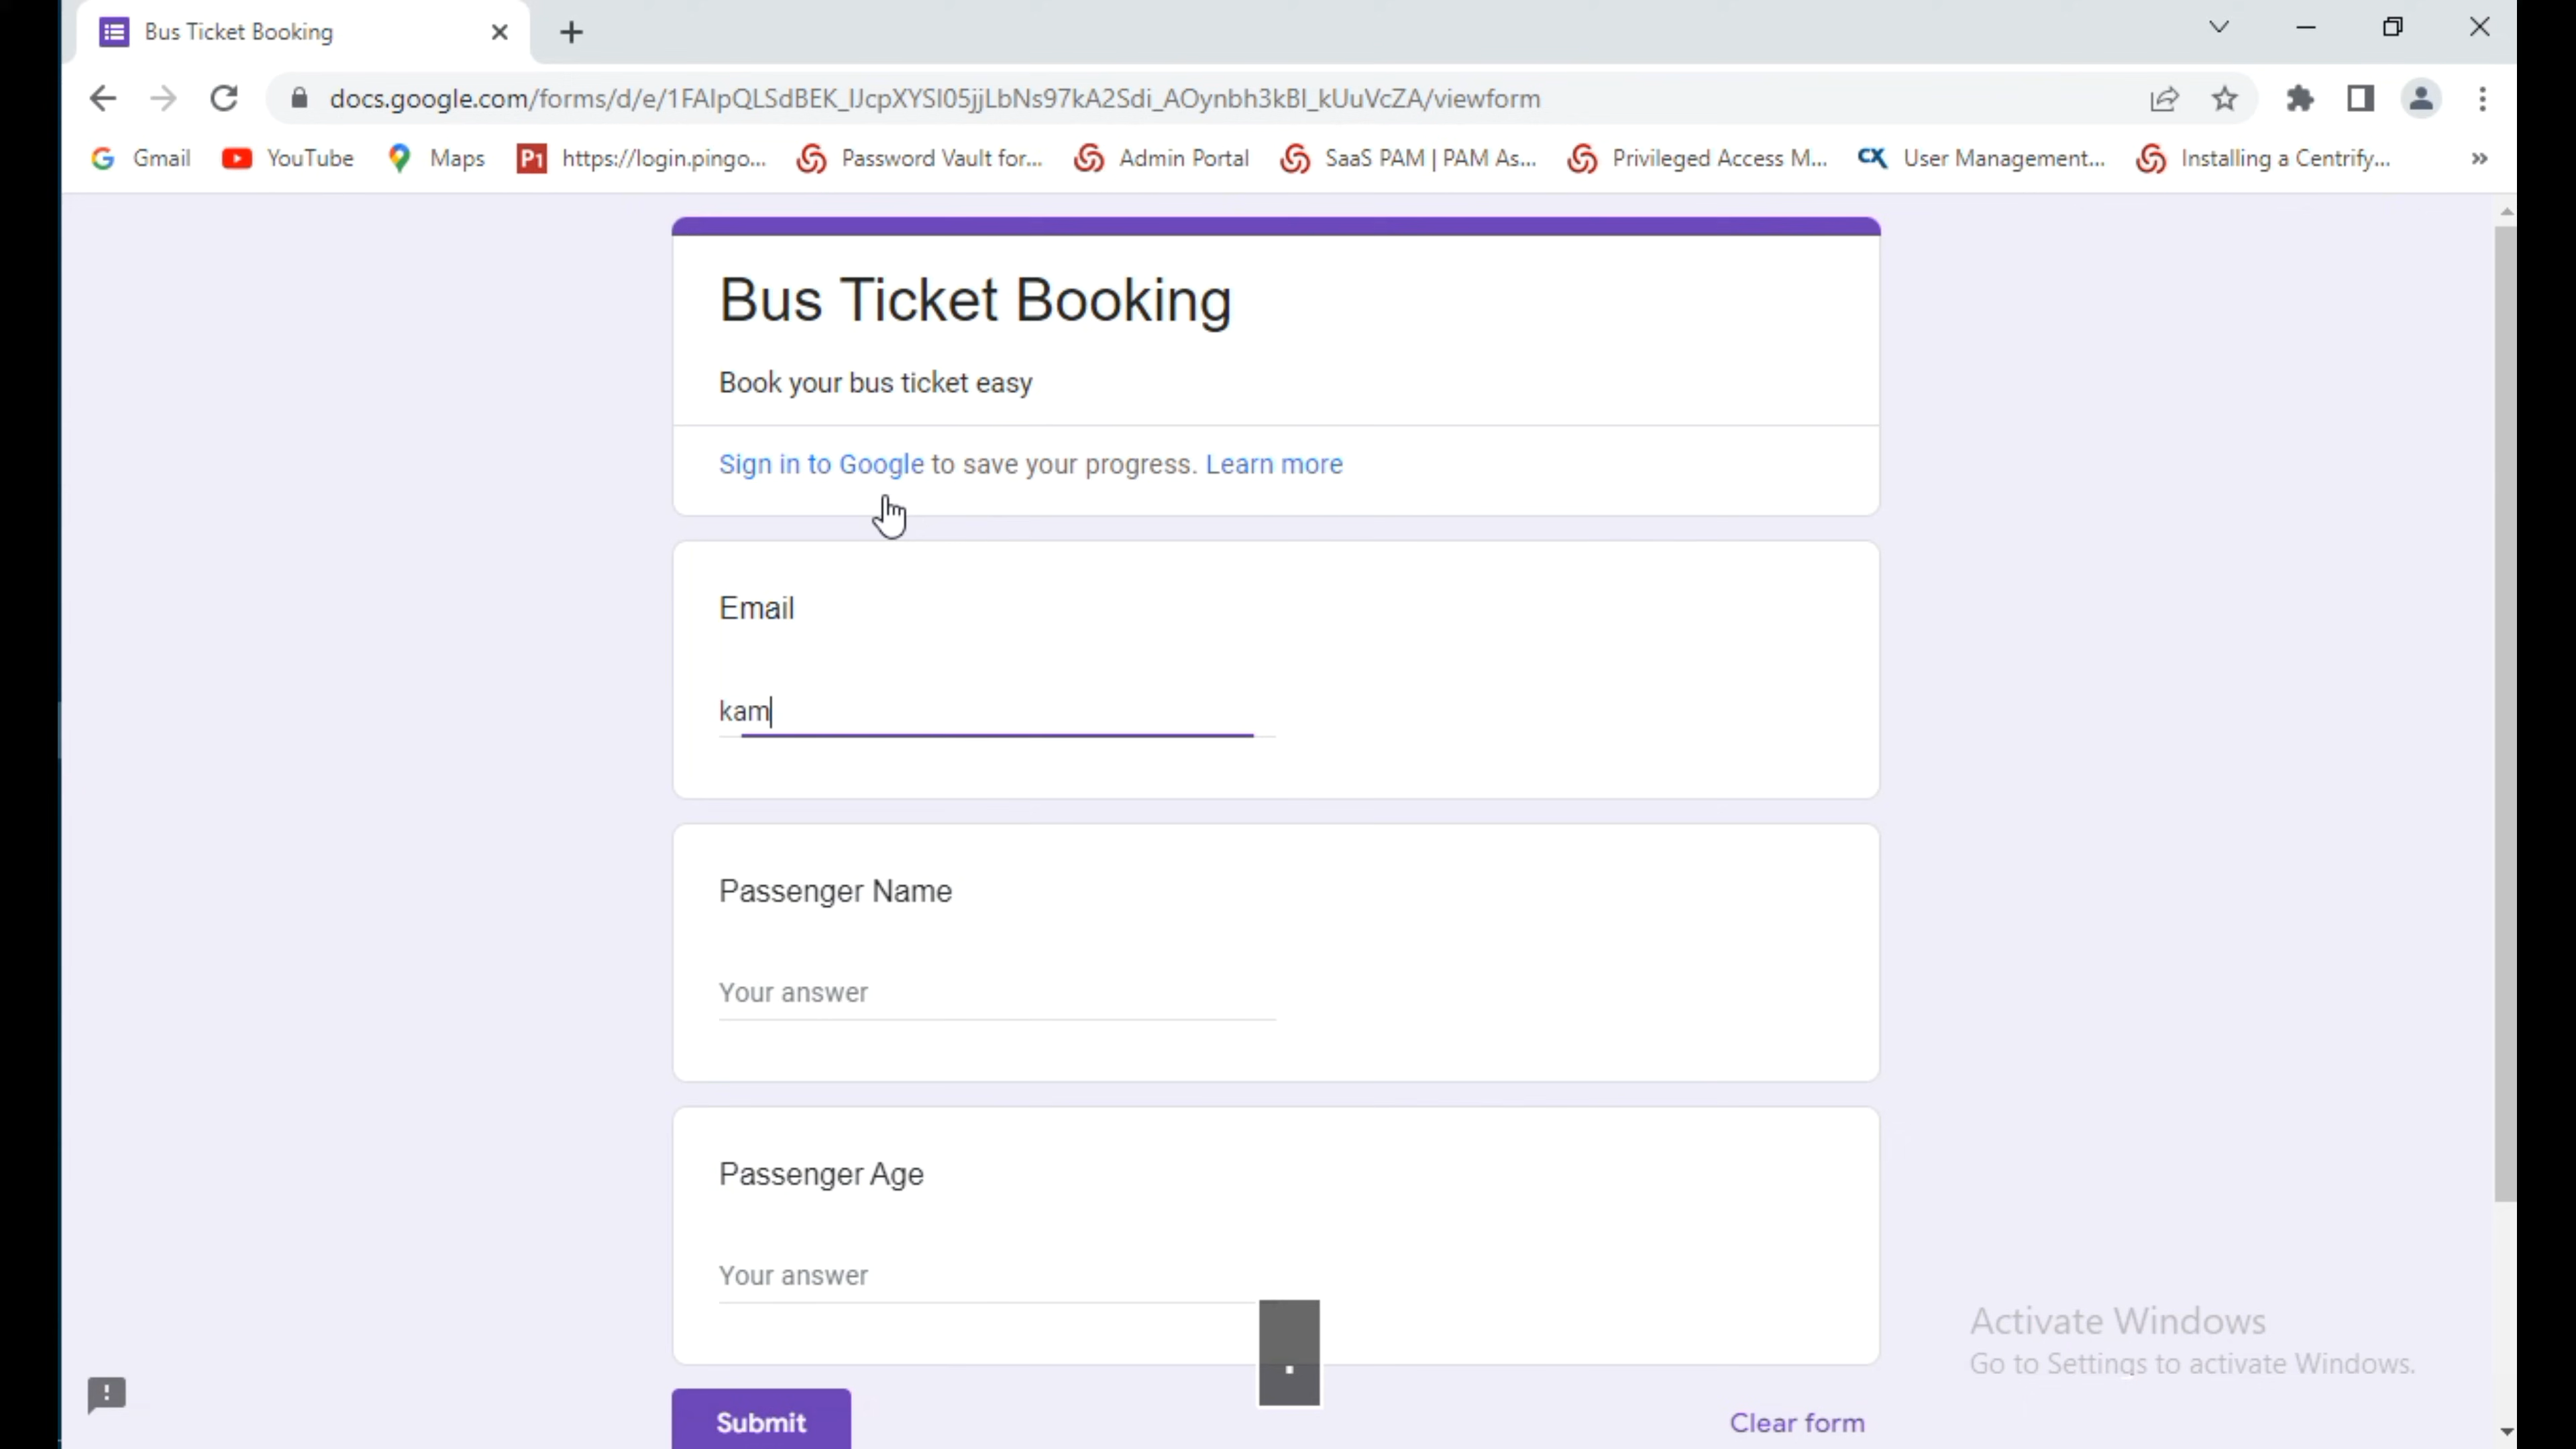 Bus Ticket Booking
docs.google.com/forms/d/e/1FAIpQLSdBEK_lJcpXYSI05jjLbNs97kA2Sdi_AOynbh3kBl_kUuVcZA/viewform
Gmail YouTube Maps https://login.pingo... Password Vault for... Admin Portal SaaS PAM | PAM As... Privileged Access M... User Management... Installing a Centrify... »
Bus Ticket Booking
Book your bus ticket easy
Sign in to Google to save your progress. Learn more
Email
kam
Passenger Name
Your answer
Passenger Age
Your answer
.
Activate Windows
Go to Settings to activate Windows.
Submit
Clear form